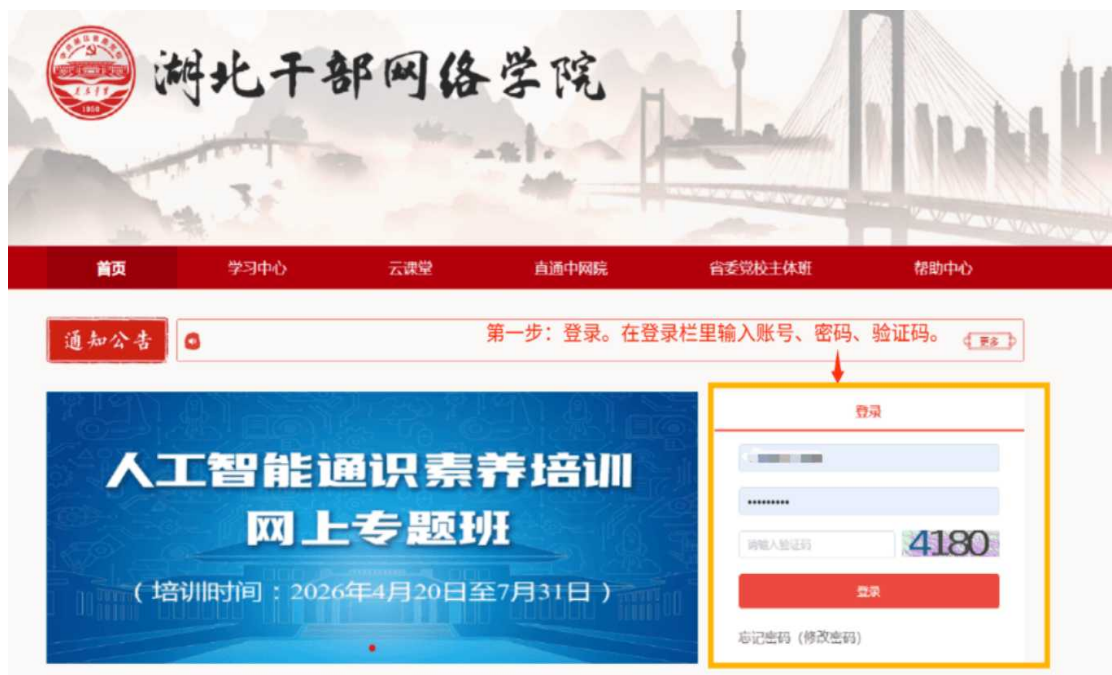 湖北干部网络学院
1956
首页 学习中心 云课堂 直通中网院 省委党校主体班 帮助中心
通知公告
第一步：登录。在登录栏里输入账号、密码、验证码。
更多
人工智能通识素养培训
网上专题班
（培训时间：2026年4月20日至7月31日）
登录
•••••••••
请输入验证码
4180
登录
忘记密码（修改密码）